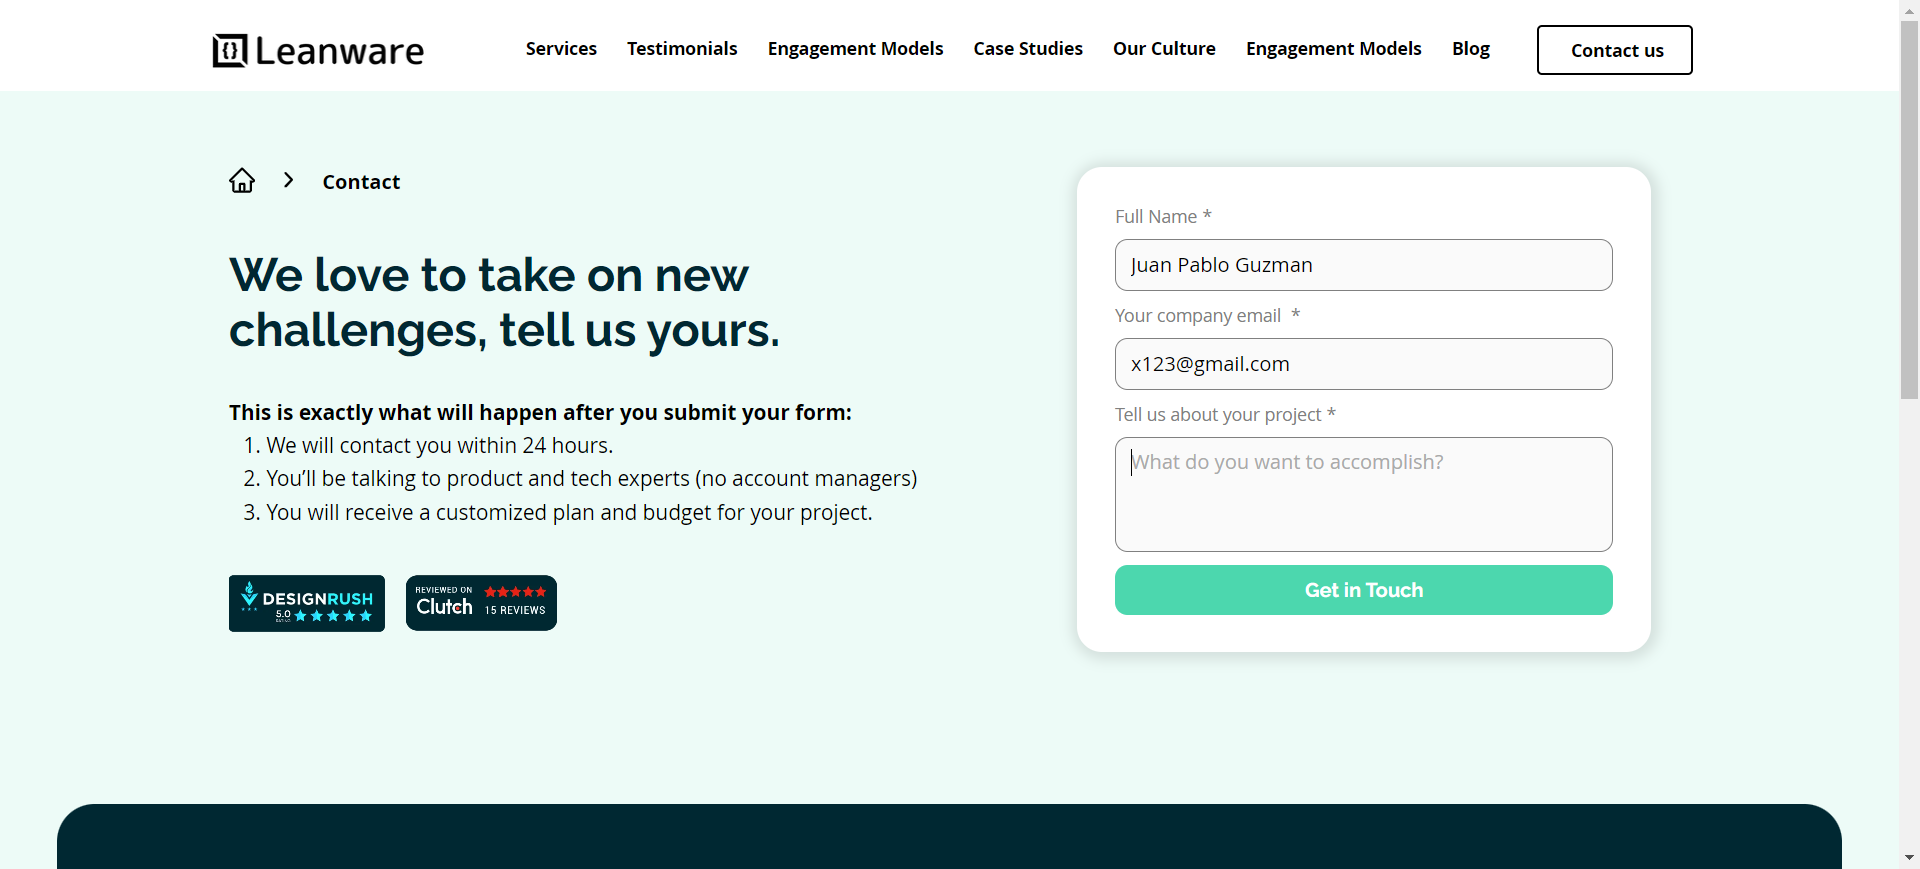 Leanware
Services Testimonials Engagement Models Case Studies Our Culture Engagement Models Blog Contact us
Contact
We love to take on new
challenges, tell us yours.
This is exactly what will happen after you submit your form:
1. We will contact you within 24 hours.
2. You’ll be talking to product and tech experts (no account managers)
3. You will receive a customized plan and budget for your project.
DESIGNRUSH
5.0
REVIEWED ON
Clutch
15 REVIEWS
Full Name *
Juan Pablo Guzman
Your company email *
x123@gmail.com
Tell us about your project *
What do you want to accomplish?
Get in Touch